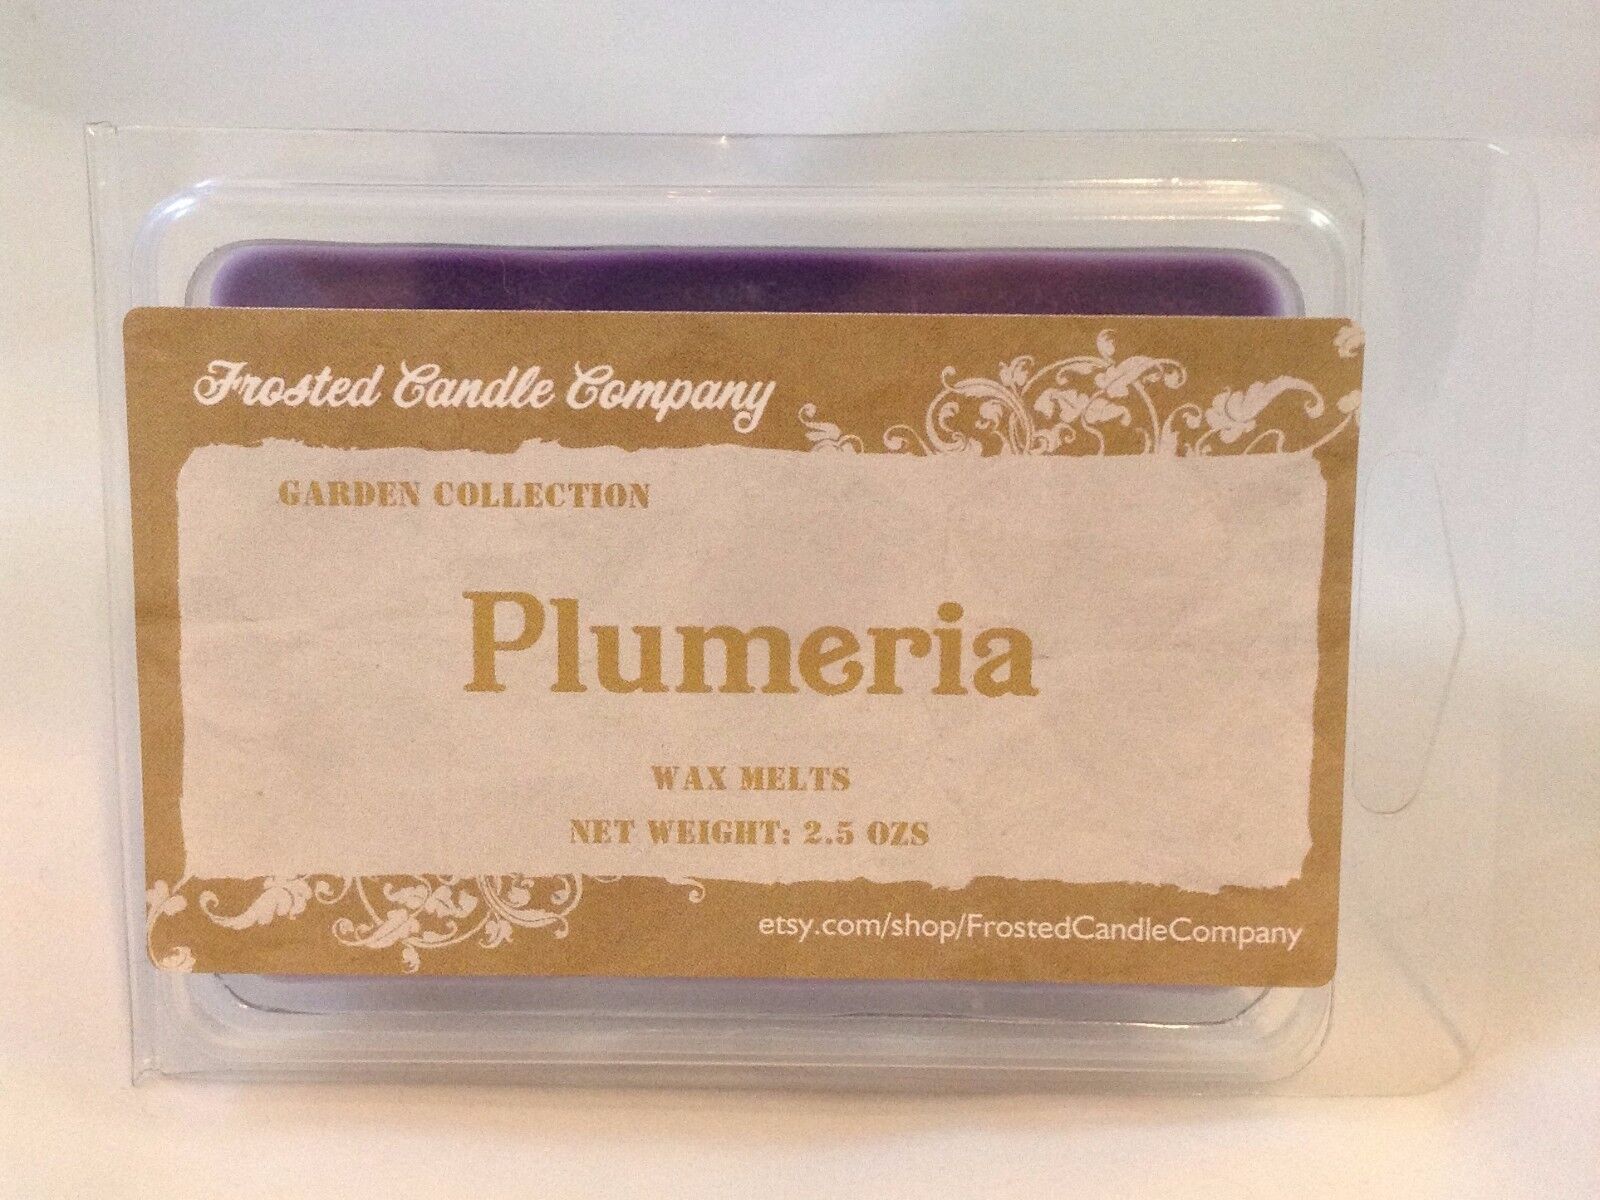 Frosted Candle Company
GARDEN COLLECTION
Plumeria
WAX MELTS
NET WEIGHT: 2.5 OZS
etsy.com/shop/FrostedCandleCompany